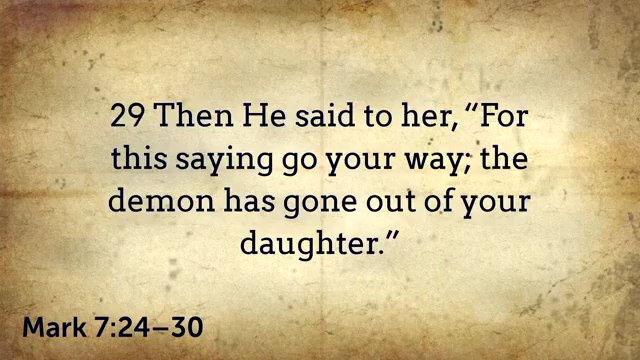 29 Then He said to her, “For
this saying go your way; the
demon has gone out of your
daughter.”
Mark 7:24–30